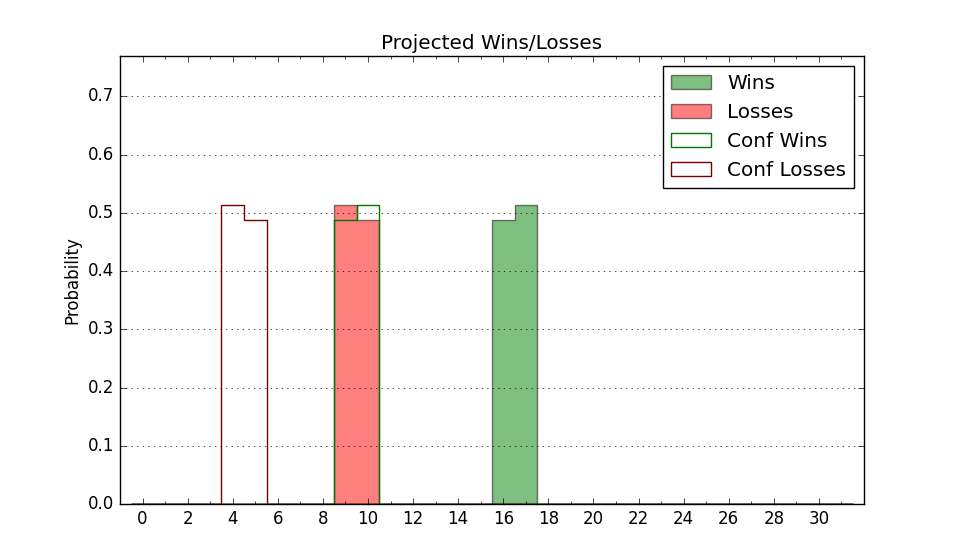 Projected Wins/Losses
Wins
Losses
Conf Wins
Conf Losses
Probability
0.7
0.6
0.5
0.4
0.3
0.2
0.1
0.0
0 2 4 6 8 10 12 14 16 18 20 22 24 26 28 30